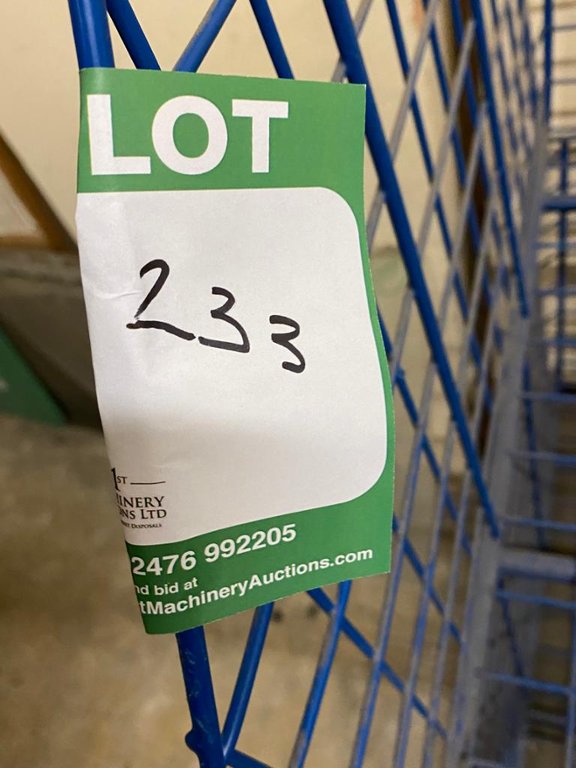 LOT
233
1ST
INERY
NS LTD
2476 992205
nd bid at
tMachineryAuctions.com